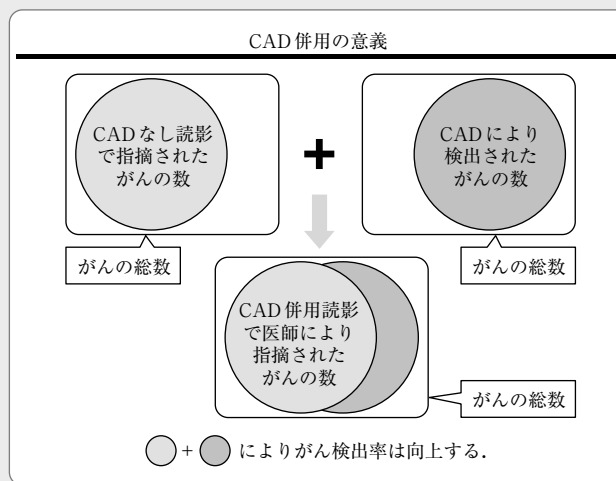 CAD併用の意義
CADなし読影
で指摘された
がんの数
+
CADにより
検出された
がんの数
がんの総数
がんの総数
CAD併用読影
で医師により
指摘された
がんの数
がんの総数
+ によりがん検出率は向上する.